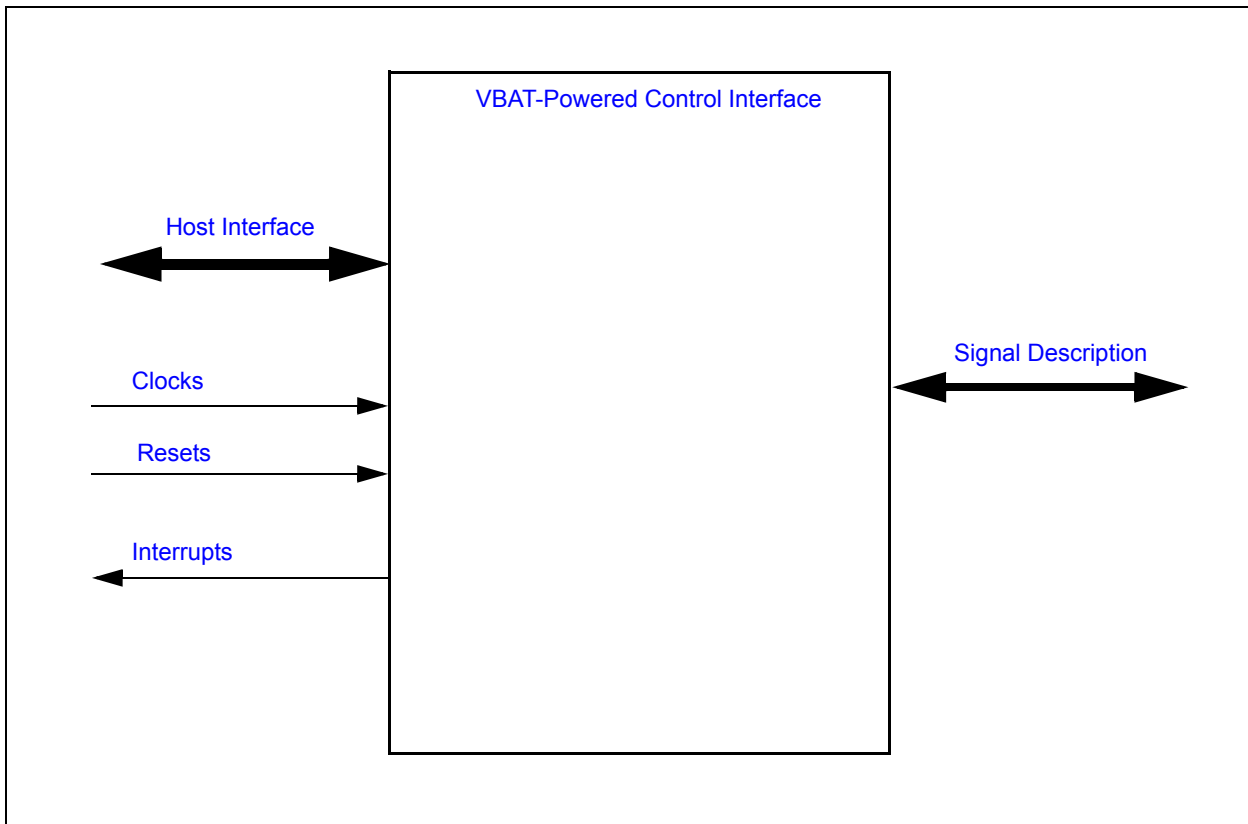 VBAT-Powered Control Interface
Host Interface
Signal Description
Clocks
Resets
Interrupts